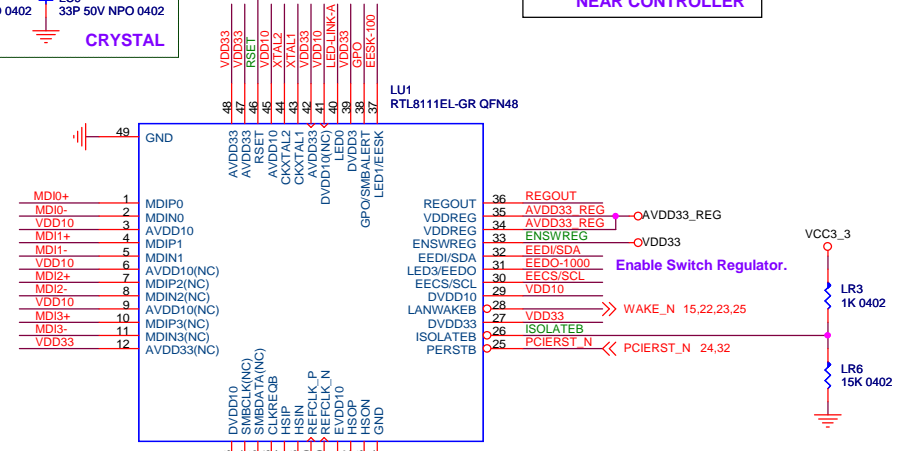 0402
33P 50V NPO 0402
CRYSTAL
NEAR CONTROLLER
VDD33
VDD33
RSET
VDD10
XTAL2
XTAL1
VDD33
VDD10
LED-LINK-A
VDD33
GPO
EESK-100
LU1
RTL8111EL-GR QFN48
48
47
46
45
44
43
42
41
40
39
38
37
49
GND
AVDD33
AVDD33
RSET
AVDD10
CKXTAL2
CKXTAL1
AVDD33
DVDD10(NC)
LED0
DVDD3
GPO/SMBALERT
LED1/EESK
MDI0+ 1 MDIP0
MDI0- 2 MDIN0
VDD10 3 AVDD10
MDI1+ 4 MDIP1
MDI1- 5 MDIN1
VDD10 6 AVDD10(NC)
MDI2+ 7 MDIP2(NC)
MDI2- 8 MDIN2(NC)
VDD10 9 AVDD10(NC)
MDI3+ 10 MDIP3(NC)
MDI3- 11 MDIN3(NC)
VDD33 12 AVDD33(NC)
REGOUT 36 REGOUT
VDDREG 35 AVDD33_REG
AVDD33_REG
VDDREG 34 AVDD33_REG
ENSWREG 33 ENSWREG
VDD33
EEDI/SDA 32 EEDI/SDA
LED3/EEDO 31 EEDO-1000
Enable Switch Regulator.
EECS/SCL 30 EECS/SCL
DVDD10 29 VDD10
LANWAKEB 28 WAKE_N 15,22,23,25
DVDD33 27 VDD33
ISOLATEB 26 ISOLATEB
PERSTB 25 PCIERST_N
PCIERST_N 24,32
VCC3_3
LR3
1K 0402
LR6
15K 0402
DVDD10
SMBCLK(NC)
SMBDATA(NC)
CLKREQB
HSIP
HSIN
REFCLK_P
REFCLK_N
EVDD10
HSOP
HSON
GND